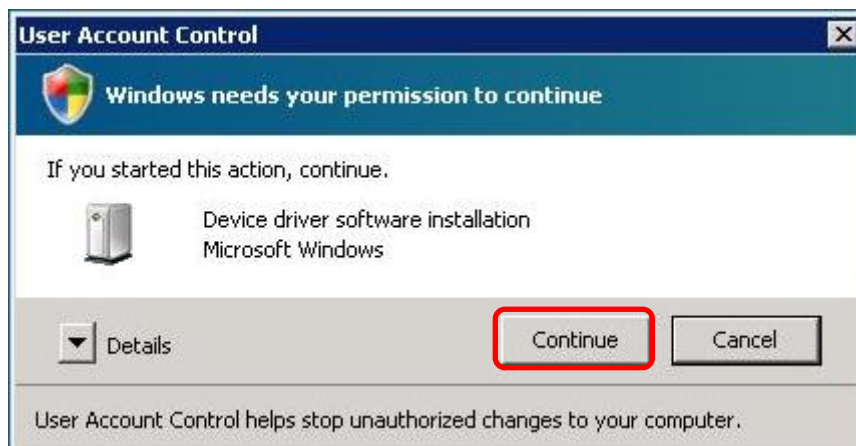 User Account Control
Windows needs your permission to continue
If you started this action, continue.
Device driver software installation
Microsoft Windows
Details
Continue
Cancel
User Account Control helps stop unauthorized changes to your computer.